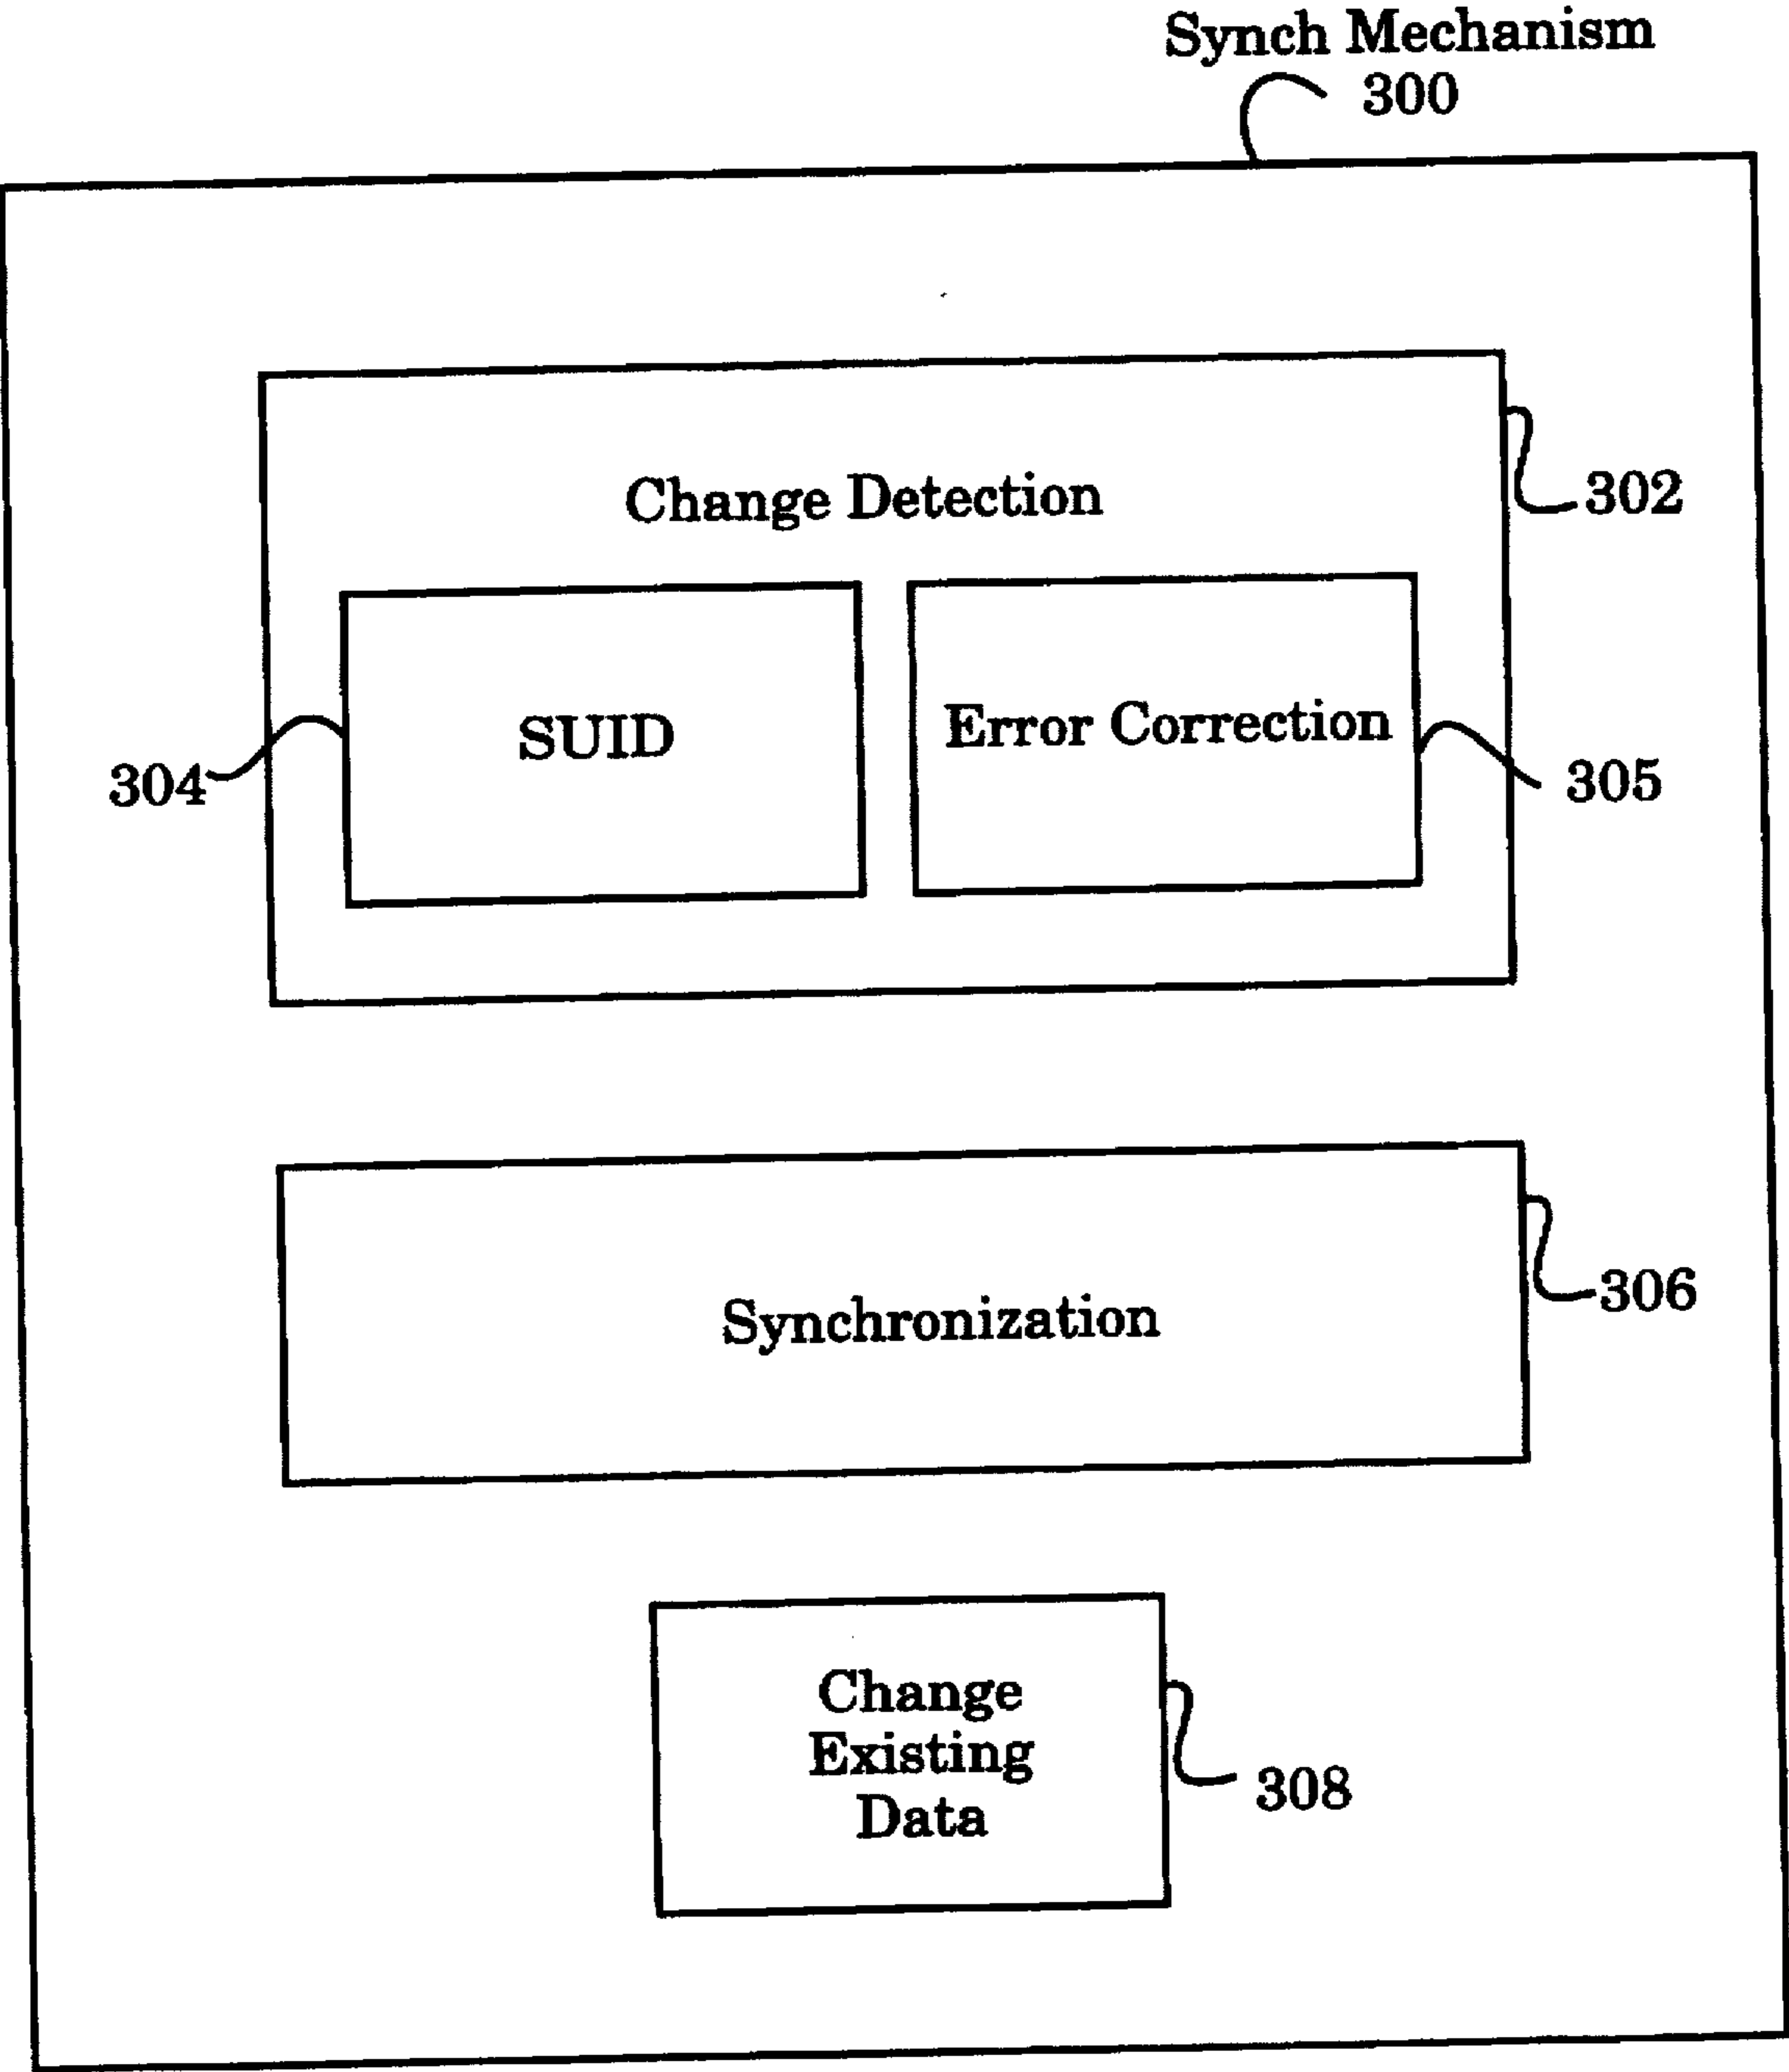 Synch Mechanism
300
Change Detection
302
SUID
Error Correction
304
305
Synchronization
306
Change
Existing
Data
308